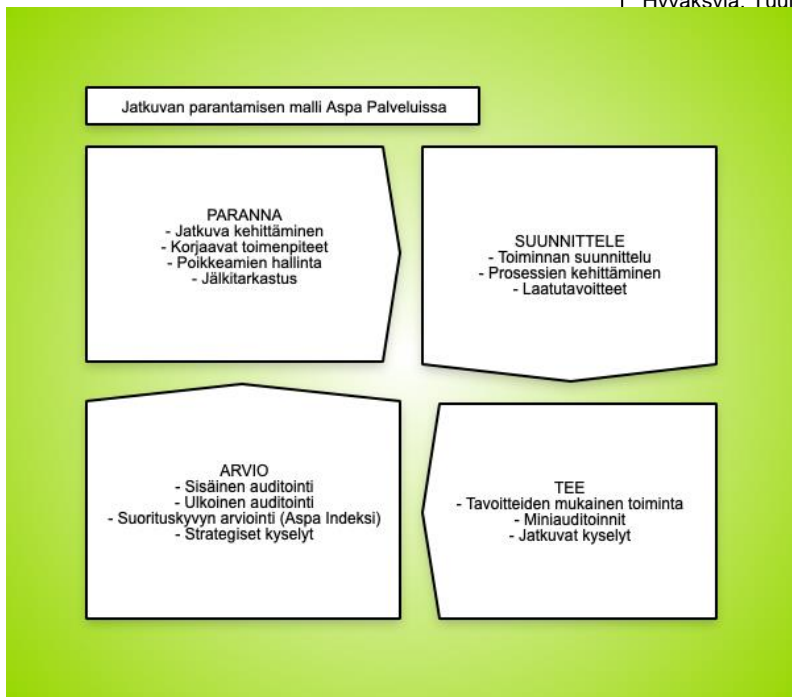 Jatkuvan parantamisen malli Aspa Palveluissa
PARANNA
- Jatkuva kehittäminen
- Korjaavat toimenpiteet
- Poikkeamien hallinta
- Jälkitarkastus
SUUNNITTELE
- Toiminnan suunnittelu
- Prosessien kehittäminen
- Laatutavoitteet
ARVIO
- Sisäinen auditointi
- Ulkoinen auditointi
- Suorituskyvyn arviointi (Aspa Indeksi)
- Strategiset kyselyt
TEE
- Tavoitteiden mukainen toiminta
- Miniauditoinnit
- Jatkuvat kyselyt